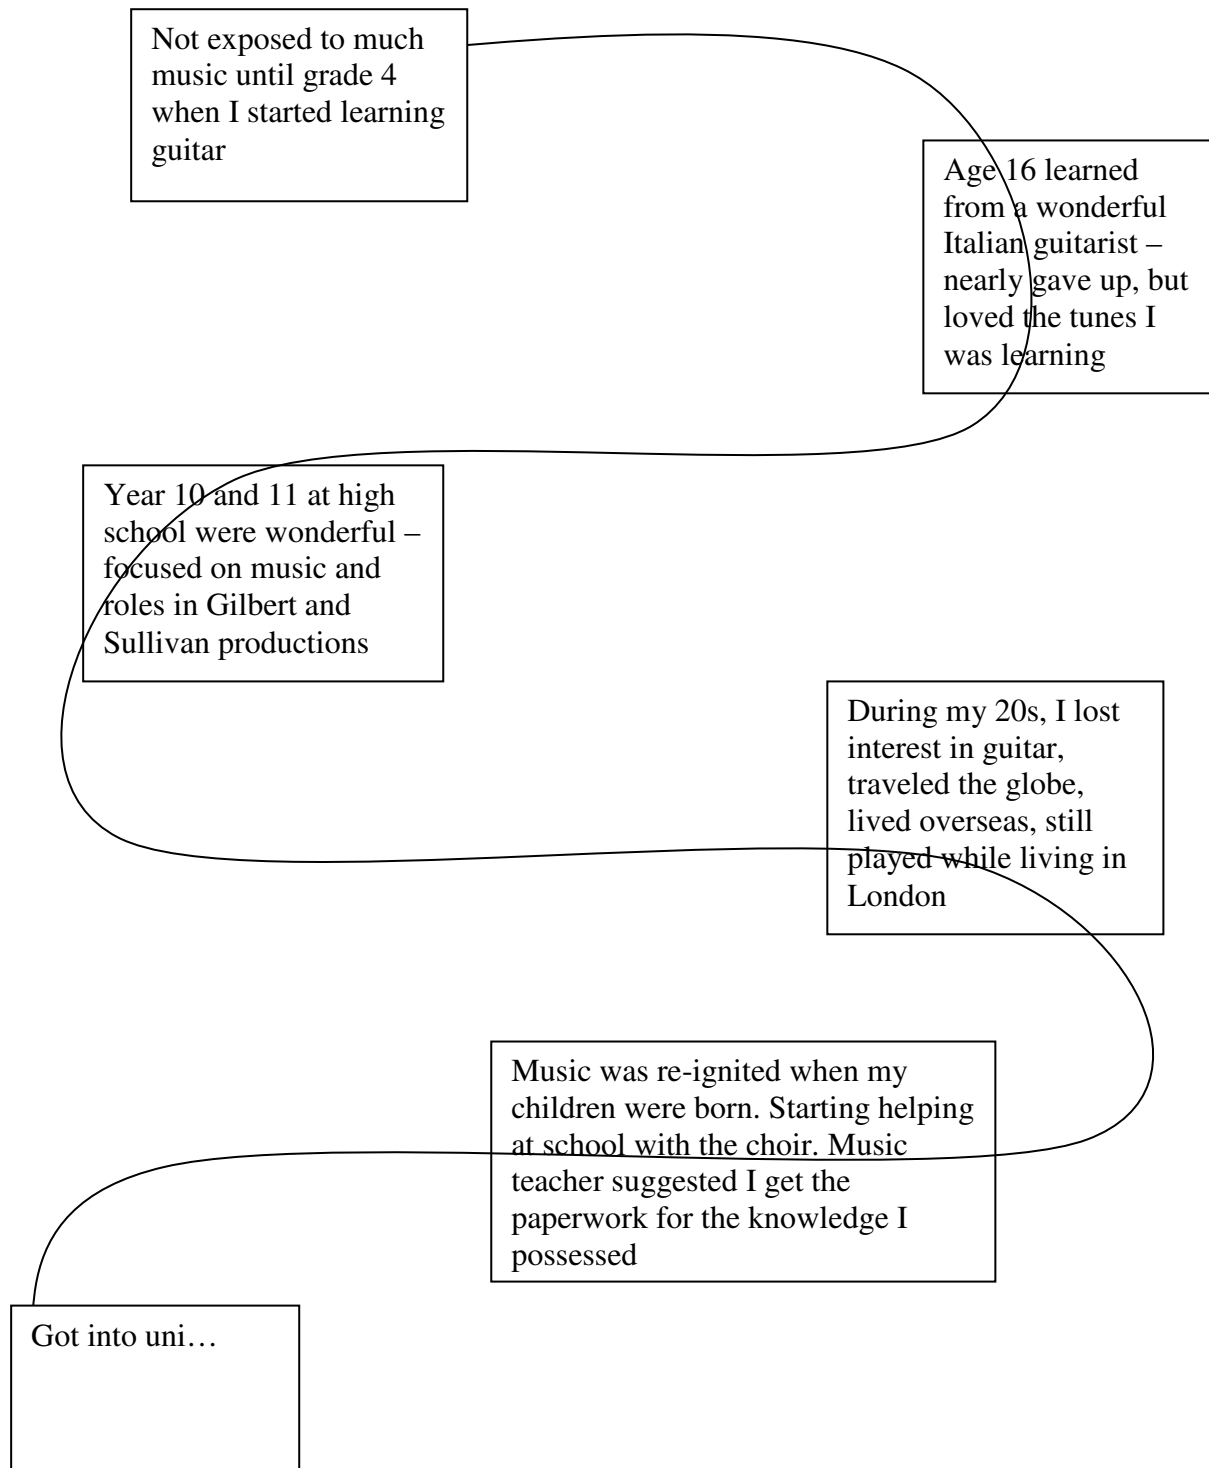 Not exposed to much
music until grade 4
when I started learning
guitar
Age 16 learned
from a wonderful
Italian guitarist –
nearly gave up, but
loved the tunes I
was learning
Year 10 and 11 at high
school were wonderful –
focused on music and
roles in Gilbert and
Sullivan productions
During my 20s, I lost
interest in guitar,
traveled the globe,
lived overseas, still
played while living in
London
Music was re-ignited when my
children were born. Starting helping
at school with the choir. Music
teacher suggested I get the
paperwork for the knowledge I
possessed
Got into uni…